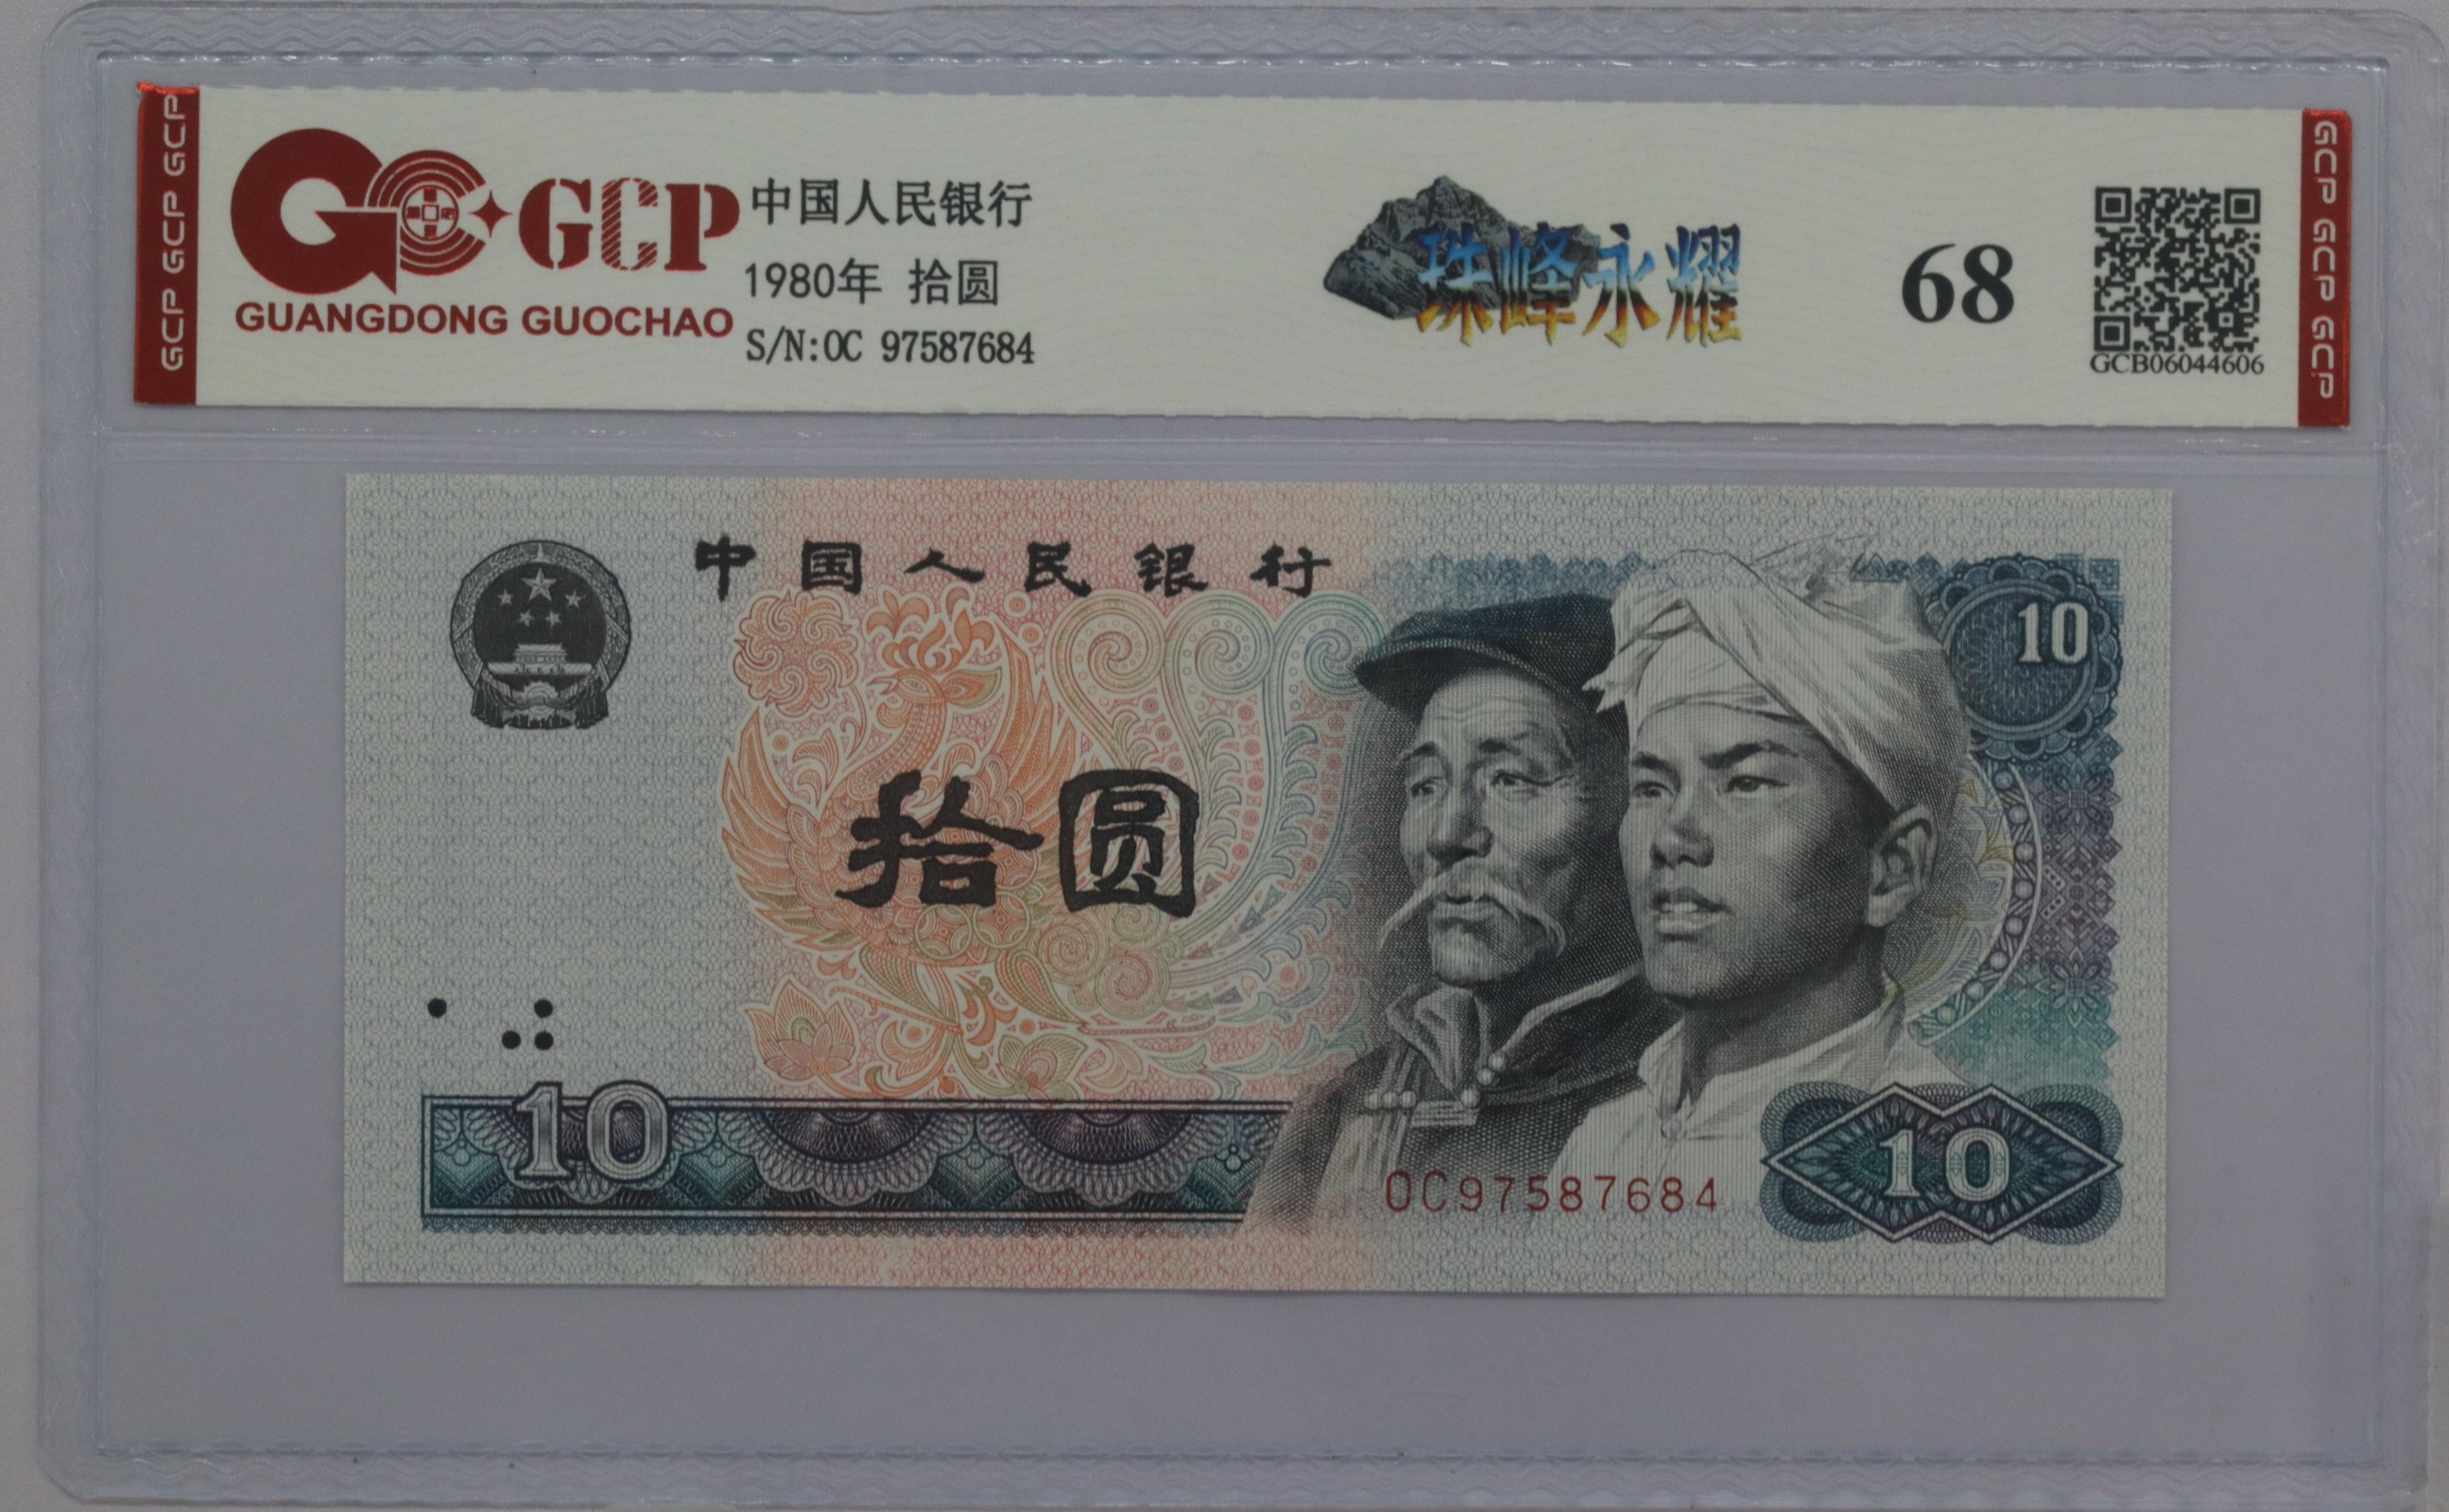 GCP GCP GCP
GCP
GUANGDONG GUOCHAO
中国人民银行
1980年 拾圆
S/N:OC 97587684
珠峰永耀
68
GCB06044606
GCP GCP GCP
中国人民银行
10
拾圆
10
OC97587684
10